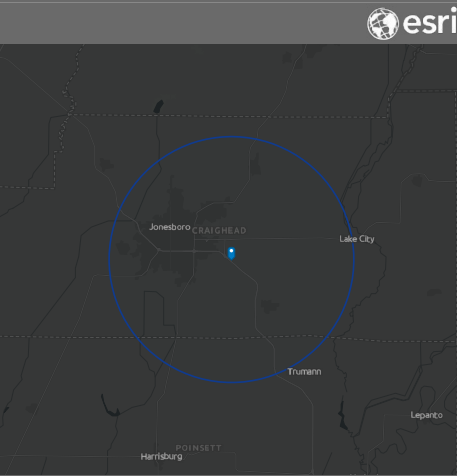 esri
Jonesboro
CRAIGHEAD
Lake City
Trumann
Lepanto
POINSETT
Harrisburg